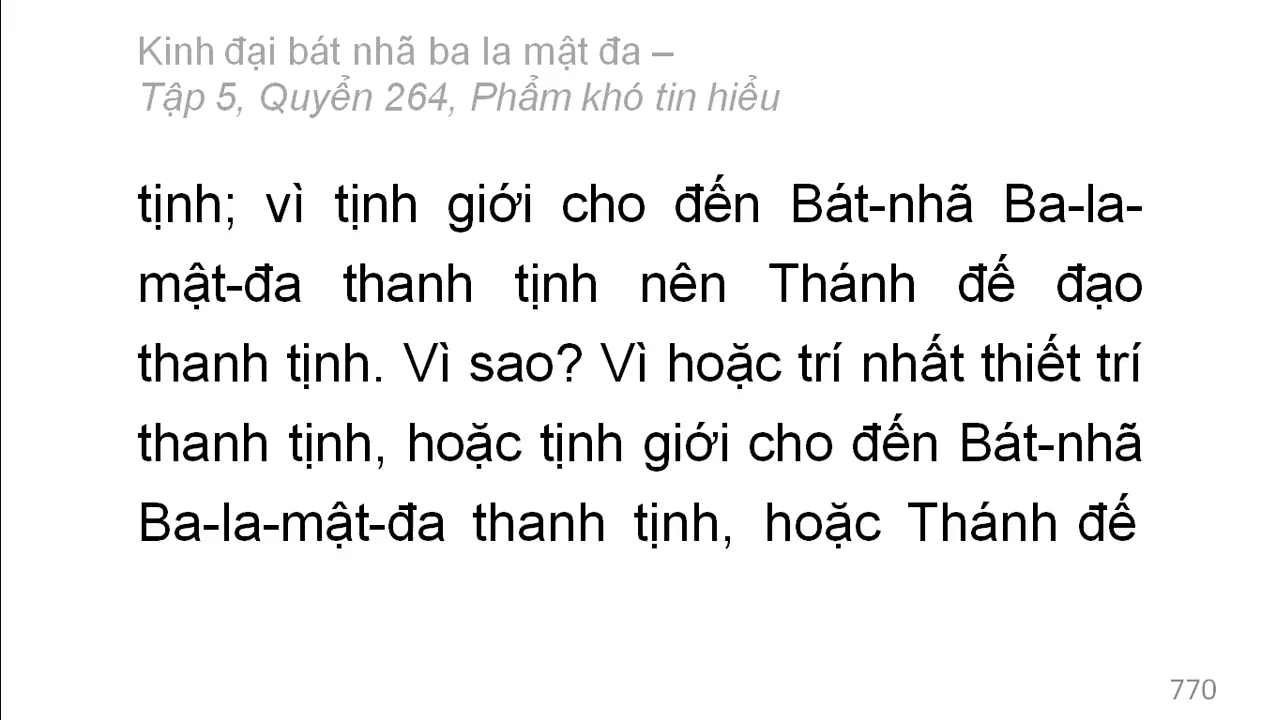 Kinh đại bát nhã ba la mật đa –
Tập 5, Quyển 264, Phẩm khó tin hiểu
tịnh; vì tịnh giới cho đến Bát-nhã Ba-la-
mật-đa thanh tịnh nên Thánh đế đạo
thanh tịnh. Vì sao? Vì hoặc trí nhất thiết trí
thanh tịnh, hoặc tịnh giới cho đến Bát-nhã
Ba-la-mật-đa thanh tịnh, hoặc Thánh đế
770